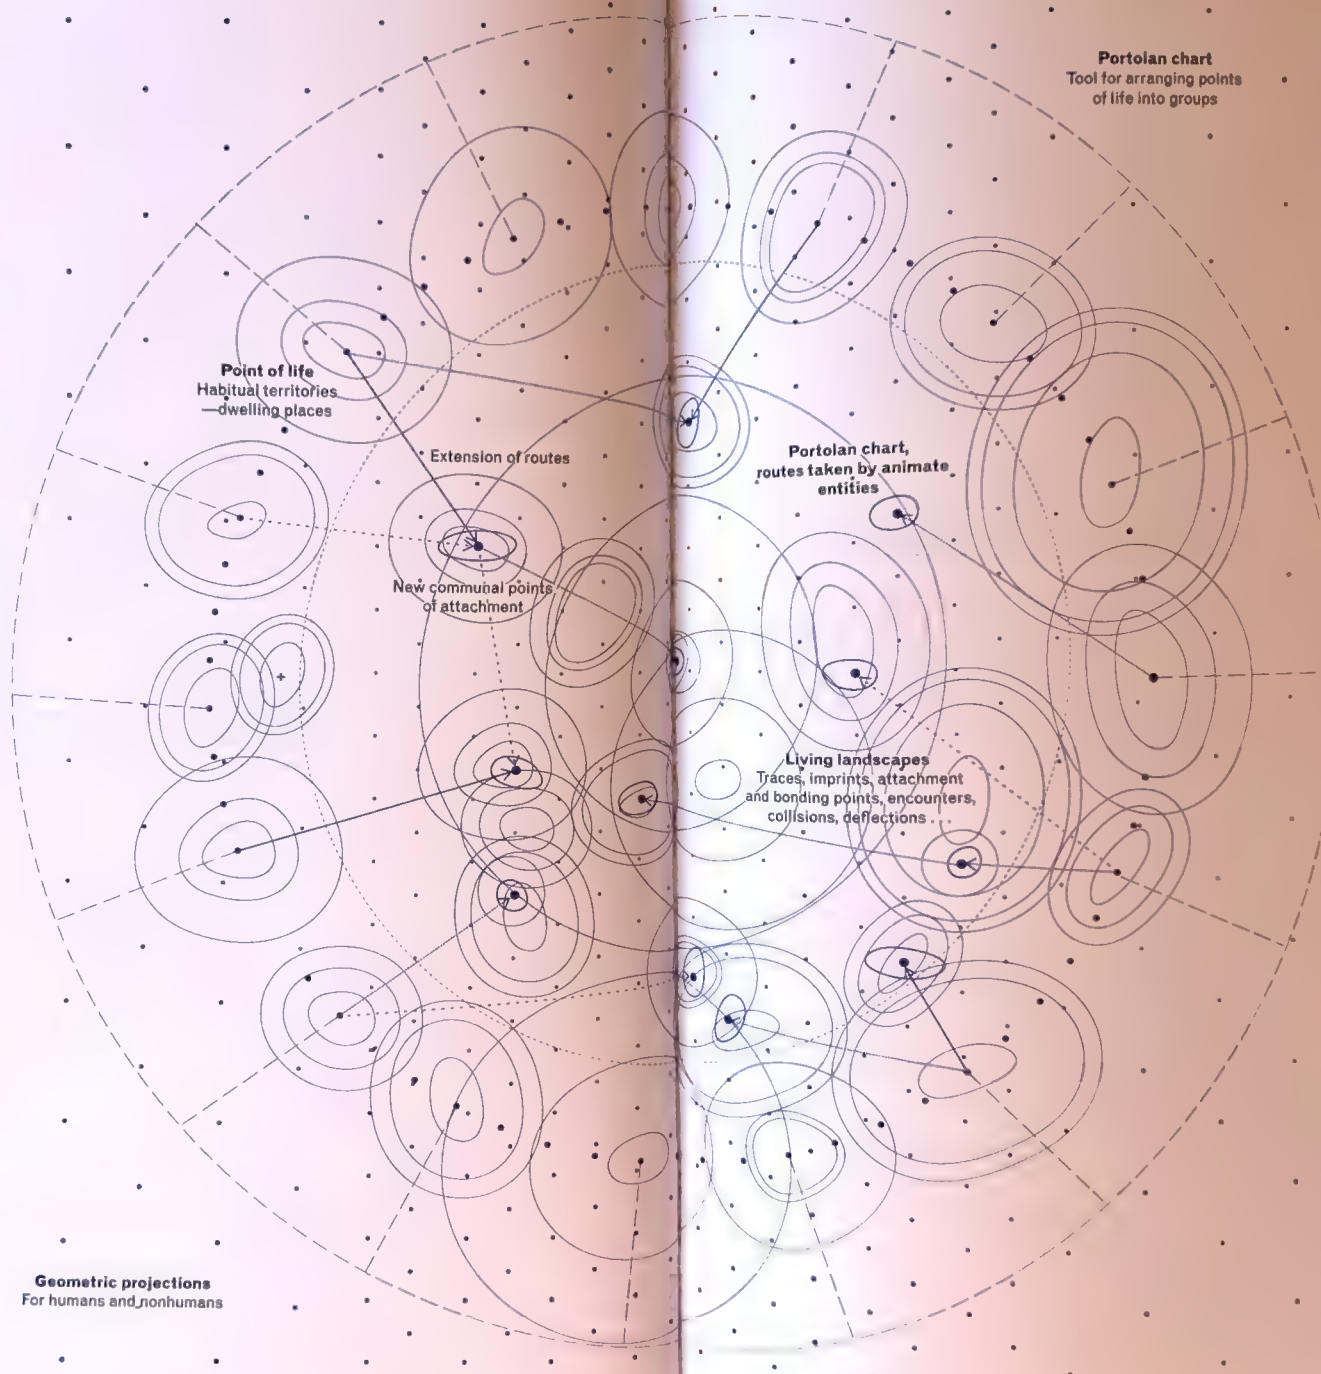 Portolan chart
Tool for arranging points
of life into groups
Point of life
Habitual territories
—dwelling places
Extension of routes
Portolan chart,
routes taken by animate
entities
New communal points
of attachment
Living landscapes
Traces, imprints, attachment
and bonding points, encounters,
collisions, deflections
Geometric projections
For humans and nonhumans